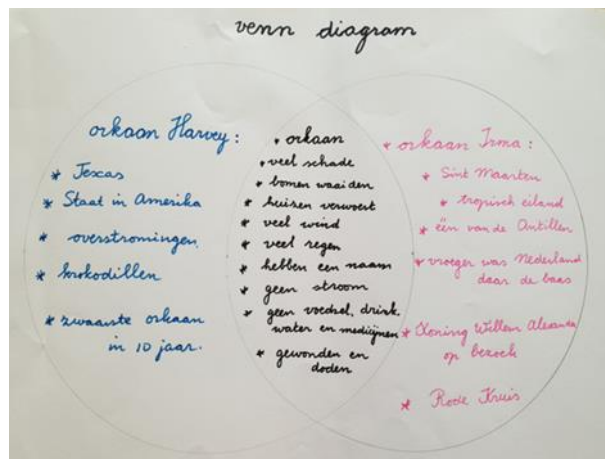 venn diagram
orkaan Harvey:
* Texas
* Staat in Amerika
* overstromingen
* krokodillen
* zwaarste orkaan
in 10 jaar.
* orkaan
* veel schade
* bomen waaiden
* huizen verwoest
* veel wind
* veel regen
* hebben een naam
* geen stroom
* geen voedsel, drink
water en medicijnen
* gewonden en
doden
* orkaan Irma:
* Sint Maarten
* tropisch eiland
* één van de Antillen
* vroeger was Nederland
daar de baas
* Koning Willem Alexander
op bezoek
* Rode Kruis